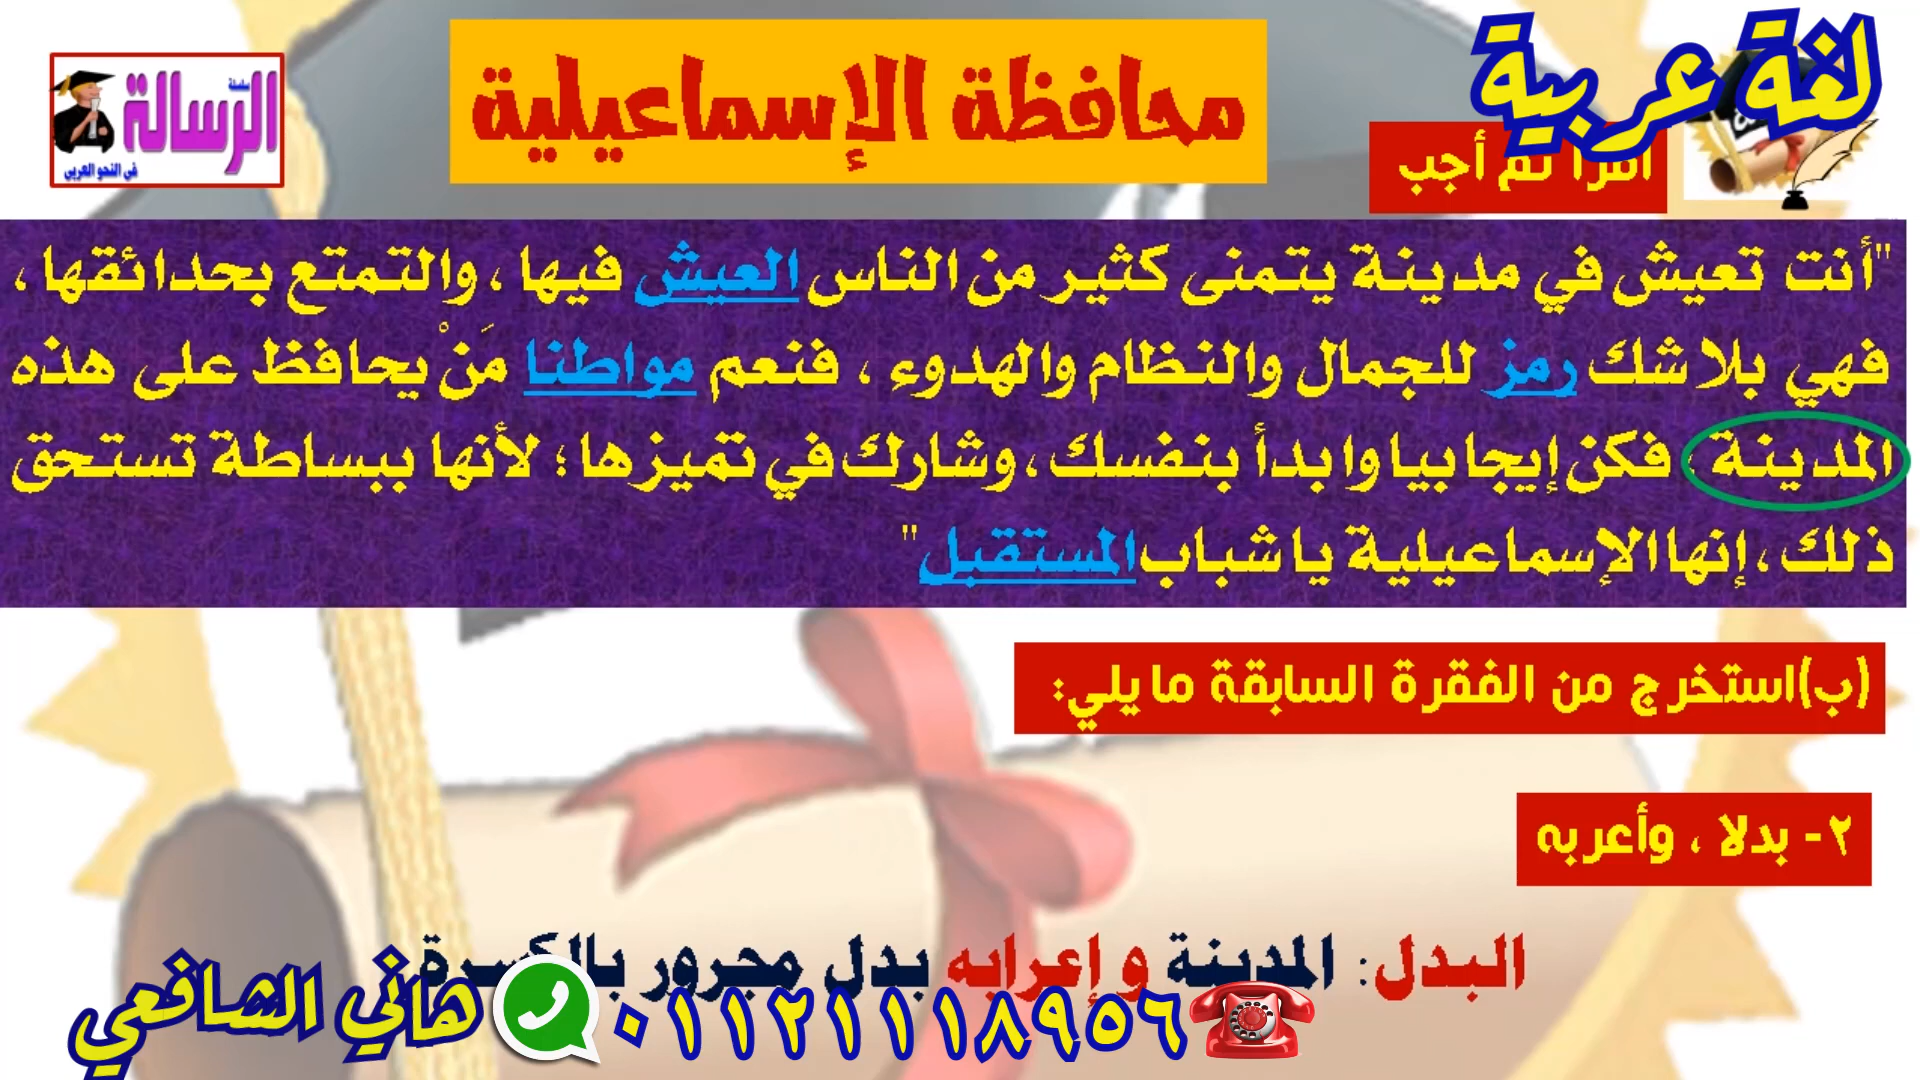 لغة عربية
محافظة الإسماعيلية
سلسلة
الرسالة
في النحو العربي
اقرأ ثم أجب
"أنت تعيش في مدينة يتمنى كثير من الناس العيش فيها ، والتمتع بحدائقها ،
فهي بلا شك رمز للجمال والنظام والهدوء ، فنعم مواطنا مَنْ يحافظ على هذه
المدينة ، فكن إيجابيا وابدأ بنفسك ، وشارك في تميزها ؛ لأنها ببساطة تستحق
ذلك ، إنها الإسماعيلية يا شباب المستقبل"
(ب)استخرج من الفقرة السابقة ما يلي:
٢- بدلا ، وأعربه
البدل: المدينة و إعرابه بدل مجرور بالكسرة
٠١١٢١١١٨٩٥٦
هاني الشافعي